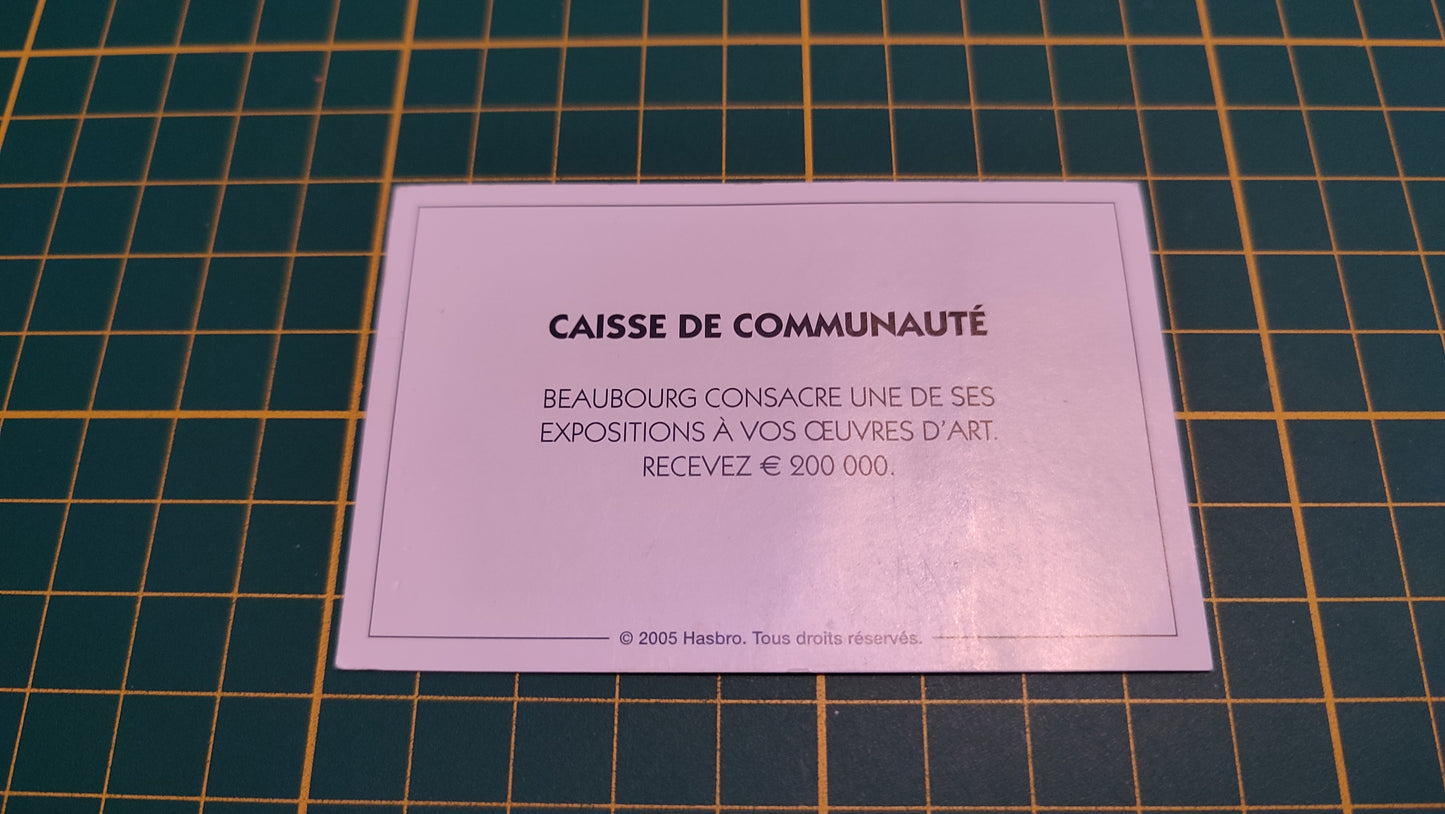 CAISSE DE COMMUNAUTÉ
BEAUBOURG CONSACRE UNE DE SES
EXPOSITIONS À VOS ŒUVRES D'ART.
RECEVEZ € 200 000.
© 2005 Hasbro. Tous droits réservés.